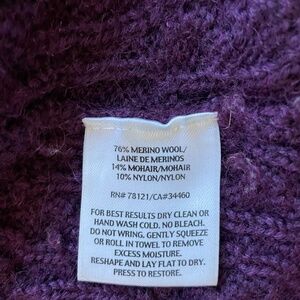 76% MERINO WOOL/
LAINE DE MERINOS
14% MOHAIR/MOHAIR
10% NYLON/NYLON
RN# 78121/CA#34460
FOR BEST RESULTS DRY CLEAN OR
HAND WASH COLD. NO BLEACH.
DO NOT WRING. GENTLY SQUEEZE
OR ROLL IN TOWEL TO REMOVE
EXCESS MOISTURE.
RESHAPE AND LAY FLAT TO DRY.
PRESS TO RESTORE.